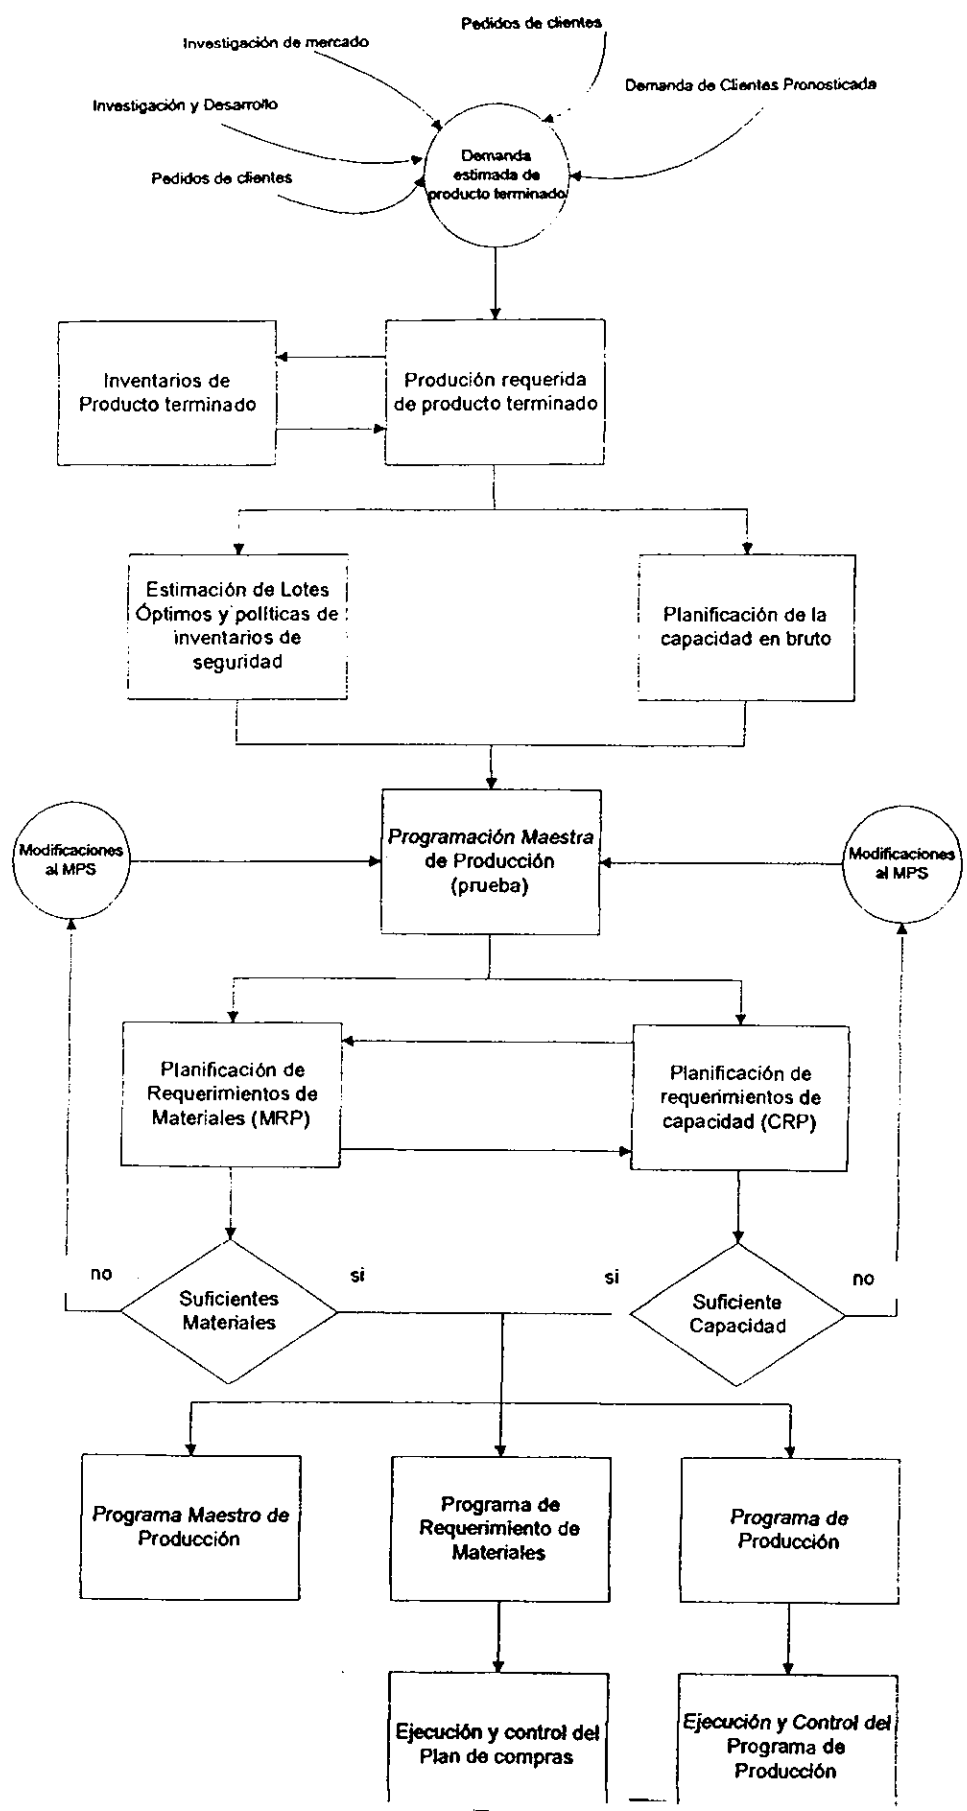 Pedidos de clientes
Investigación de mercado
Demanda de Clientes Pronosticada
Investigación y Desarrollo
Pedidos de clientes
Demanda
estimada de
producto terminado
Inventarios de
Producto terminado
Produción requerida
de producto terminado
Estimación de Lotes
Óptimos y políticas de
inventarios de
seguridad
Planificación de la
capacidad en bruto
Modificaciones
al MPS
Programación Maestra
de Producción
(prueba)
Modificaciones
al MPS
Planificación de
Requerimientos de
Materiales (MRP)
Planificación de
requerimientos de
capacidad (CRP)
no
si
si
no
Suficientes
Materiales
Suficiente
Capacidad
Programa Maestro de
Producción
Programa de
Requerimiento de
Materiales
Programa de
Producción
Ejecución y control del
Plan de compras
Ejecución y Control del
Programa de
Producción